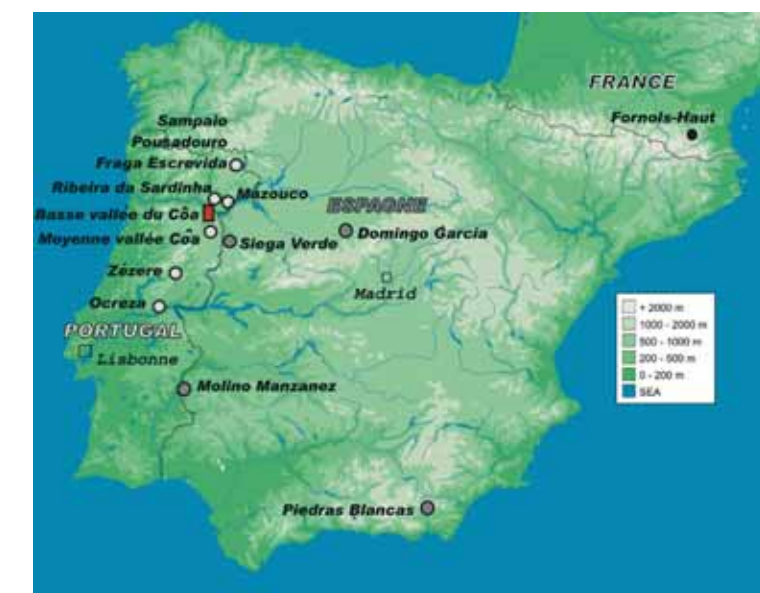 FRANCE
Fornols-Haut
Sampaio
Pousadouro
Fraga Escrevida
Ribeira da Sardinha
Mazouco
Basse vallée du Côa
ESPAGNE
Moyenne vallée Côa
Siega Verde
Domingo Garcia
Zézere
Madrid
Ocreza
PORTUGAL
Lisbonne
Molino Manzanez
Piedras Blancas
+ 2000 m
1000 - 2000 m
500 - 1000 m
200 - 500 m
0 - 200 m
SEA